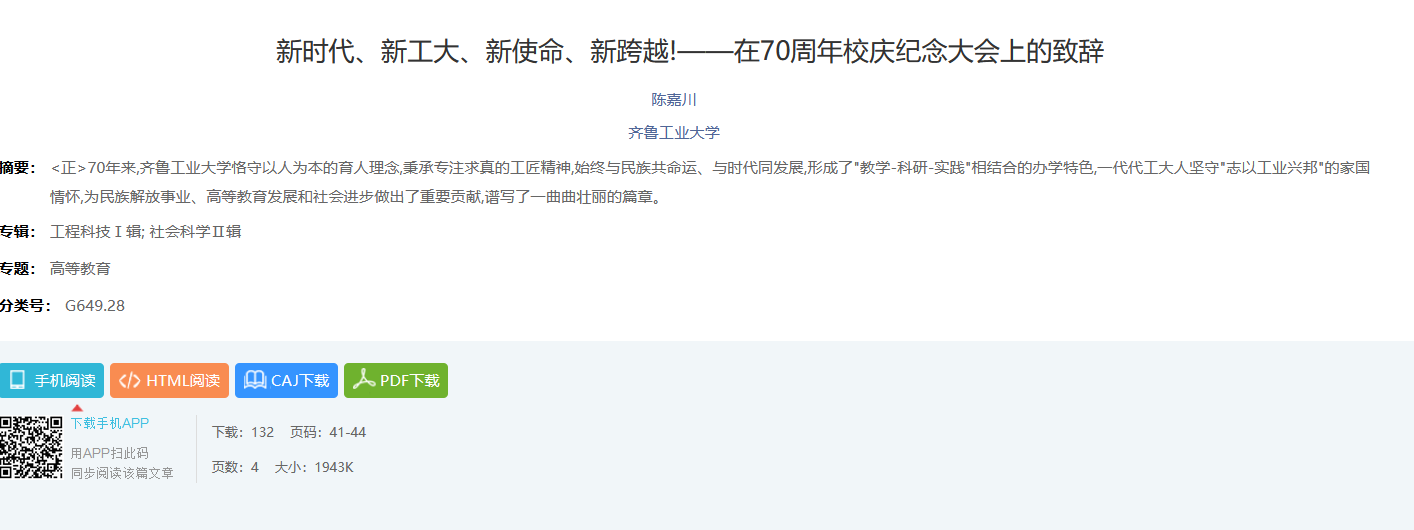 新时代、新工大、新使命、新跨越!——在70周年校庆纪念大会上的致辞
陈嘉川
齐鲁工业大学
摘要： <正>70年来,齐鲁工业大学恪守以人为本的育人理念,秉承专注求真的工匠精神,始终与民族共命运、与时代同发展,形成了"教学-科研-实践"相结合的办学特色,一代代工大人坚守"志以工业兴邦"的家国
情怀,为民族解放事业、高等教育发展和社会进步做出了重要贡献,谱写了一曲曲壮丽的篇章。
专辑： 工程科技Ⅰ辑; 社会科学Ⅱ辑
专题： 高等教育
分类号： G649.28
手机阅读 HTML阅读 CAJ下载 PDF下载
下载手机APP
用APP扫此码
同步阅读该篇文章
下载：132 页码：41-44
页数：4 大小：1943K